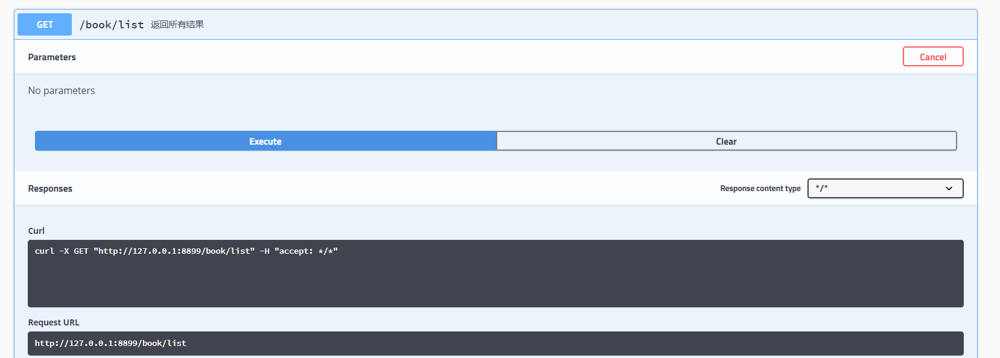 GET /book/list 返回所有结果
Parameters Cancel
No parameters
Execute Clear
Responses Response content type */*
Curl
curl -X GET "http://127.0.0.1:8899/book/list" -H "accept: */*"
Request URL
http://127.0.0.1:8899/book/list